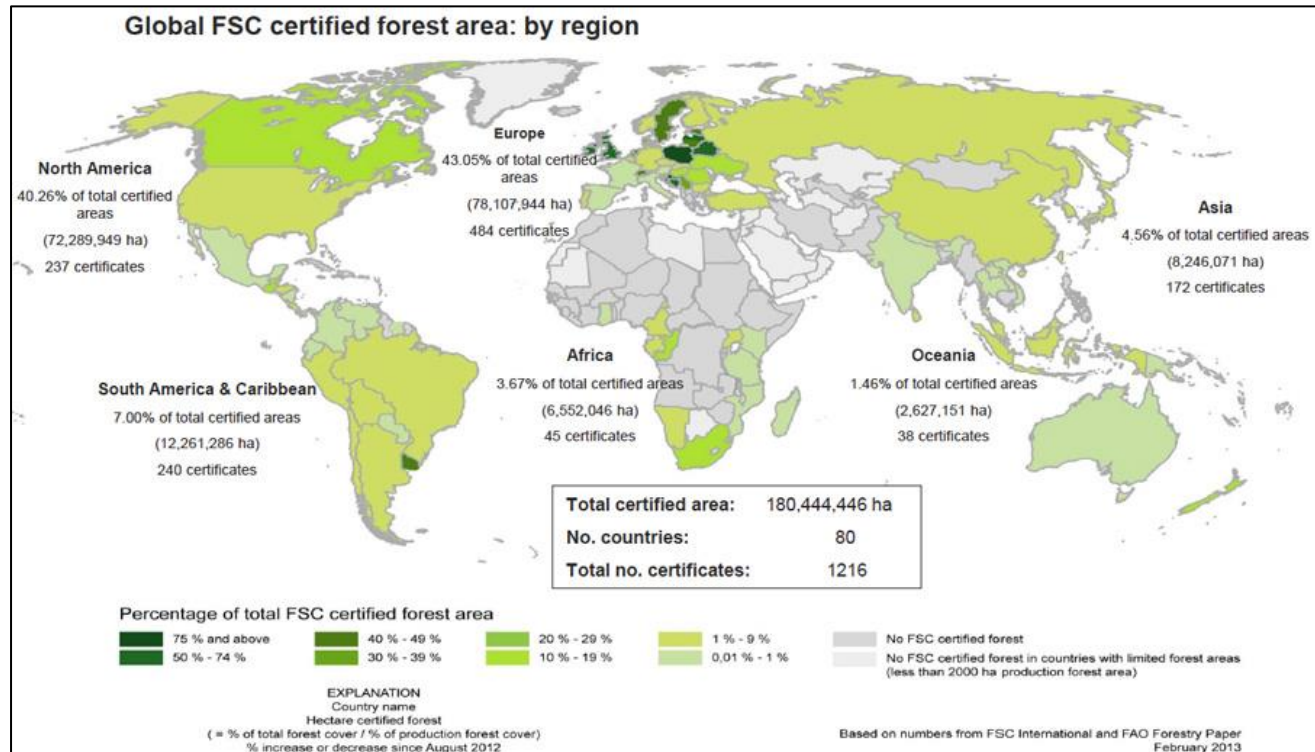 Global FSC certified forest area: by region
North America
40.26% of total certified
areas
(72,289,949 ha)
237 certificates
Europe
43.05% of total certified
areas
(78,107,944 ha)
484 certificates
Asia
4.56% of total certified areas
(8,246,071 ha)
172 certificates
South America & Caribbean
7.00% of total certified areas
(12,261,286 ha)
240 certificates
Africa
3.67% of total certified areas
(6,552,046 ha)
45 certificates
Oceania
1.46% of total certified areas
(2,627,151 ha)
38 certificates
Total certified area: 180,444,446 ha
No. countries: 80
Total no. certificates: 1216
Percentage of total FSC certified forest area
75 % and above
50 % - 74 %
40 % - 49 %
30 % - 39 %
20 % - 29 %
10 % - 19 %
1 % - 9 %
0,01 % - 1 %
No FSC certified forest
No FSC certified forest in countries with limited forest areas
(less than 2000 ha production forest area)
EXPLANATION
Country name
Hectare certified forest
( = % of total forest cover / % of production forest cover)
% increase or decrease since August 2012
Based on numbers from FSC International and FAO Forestry Paper
February 2013